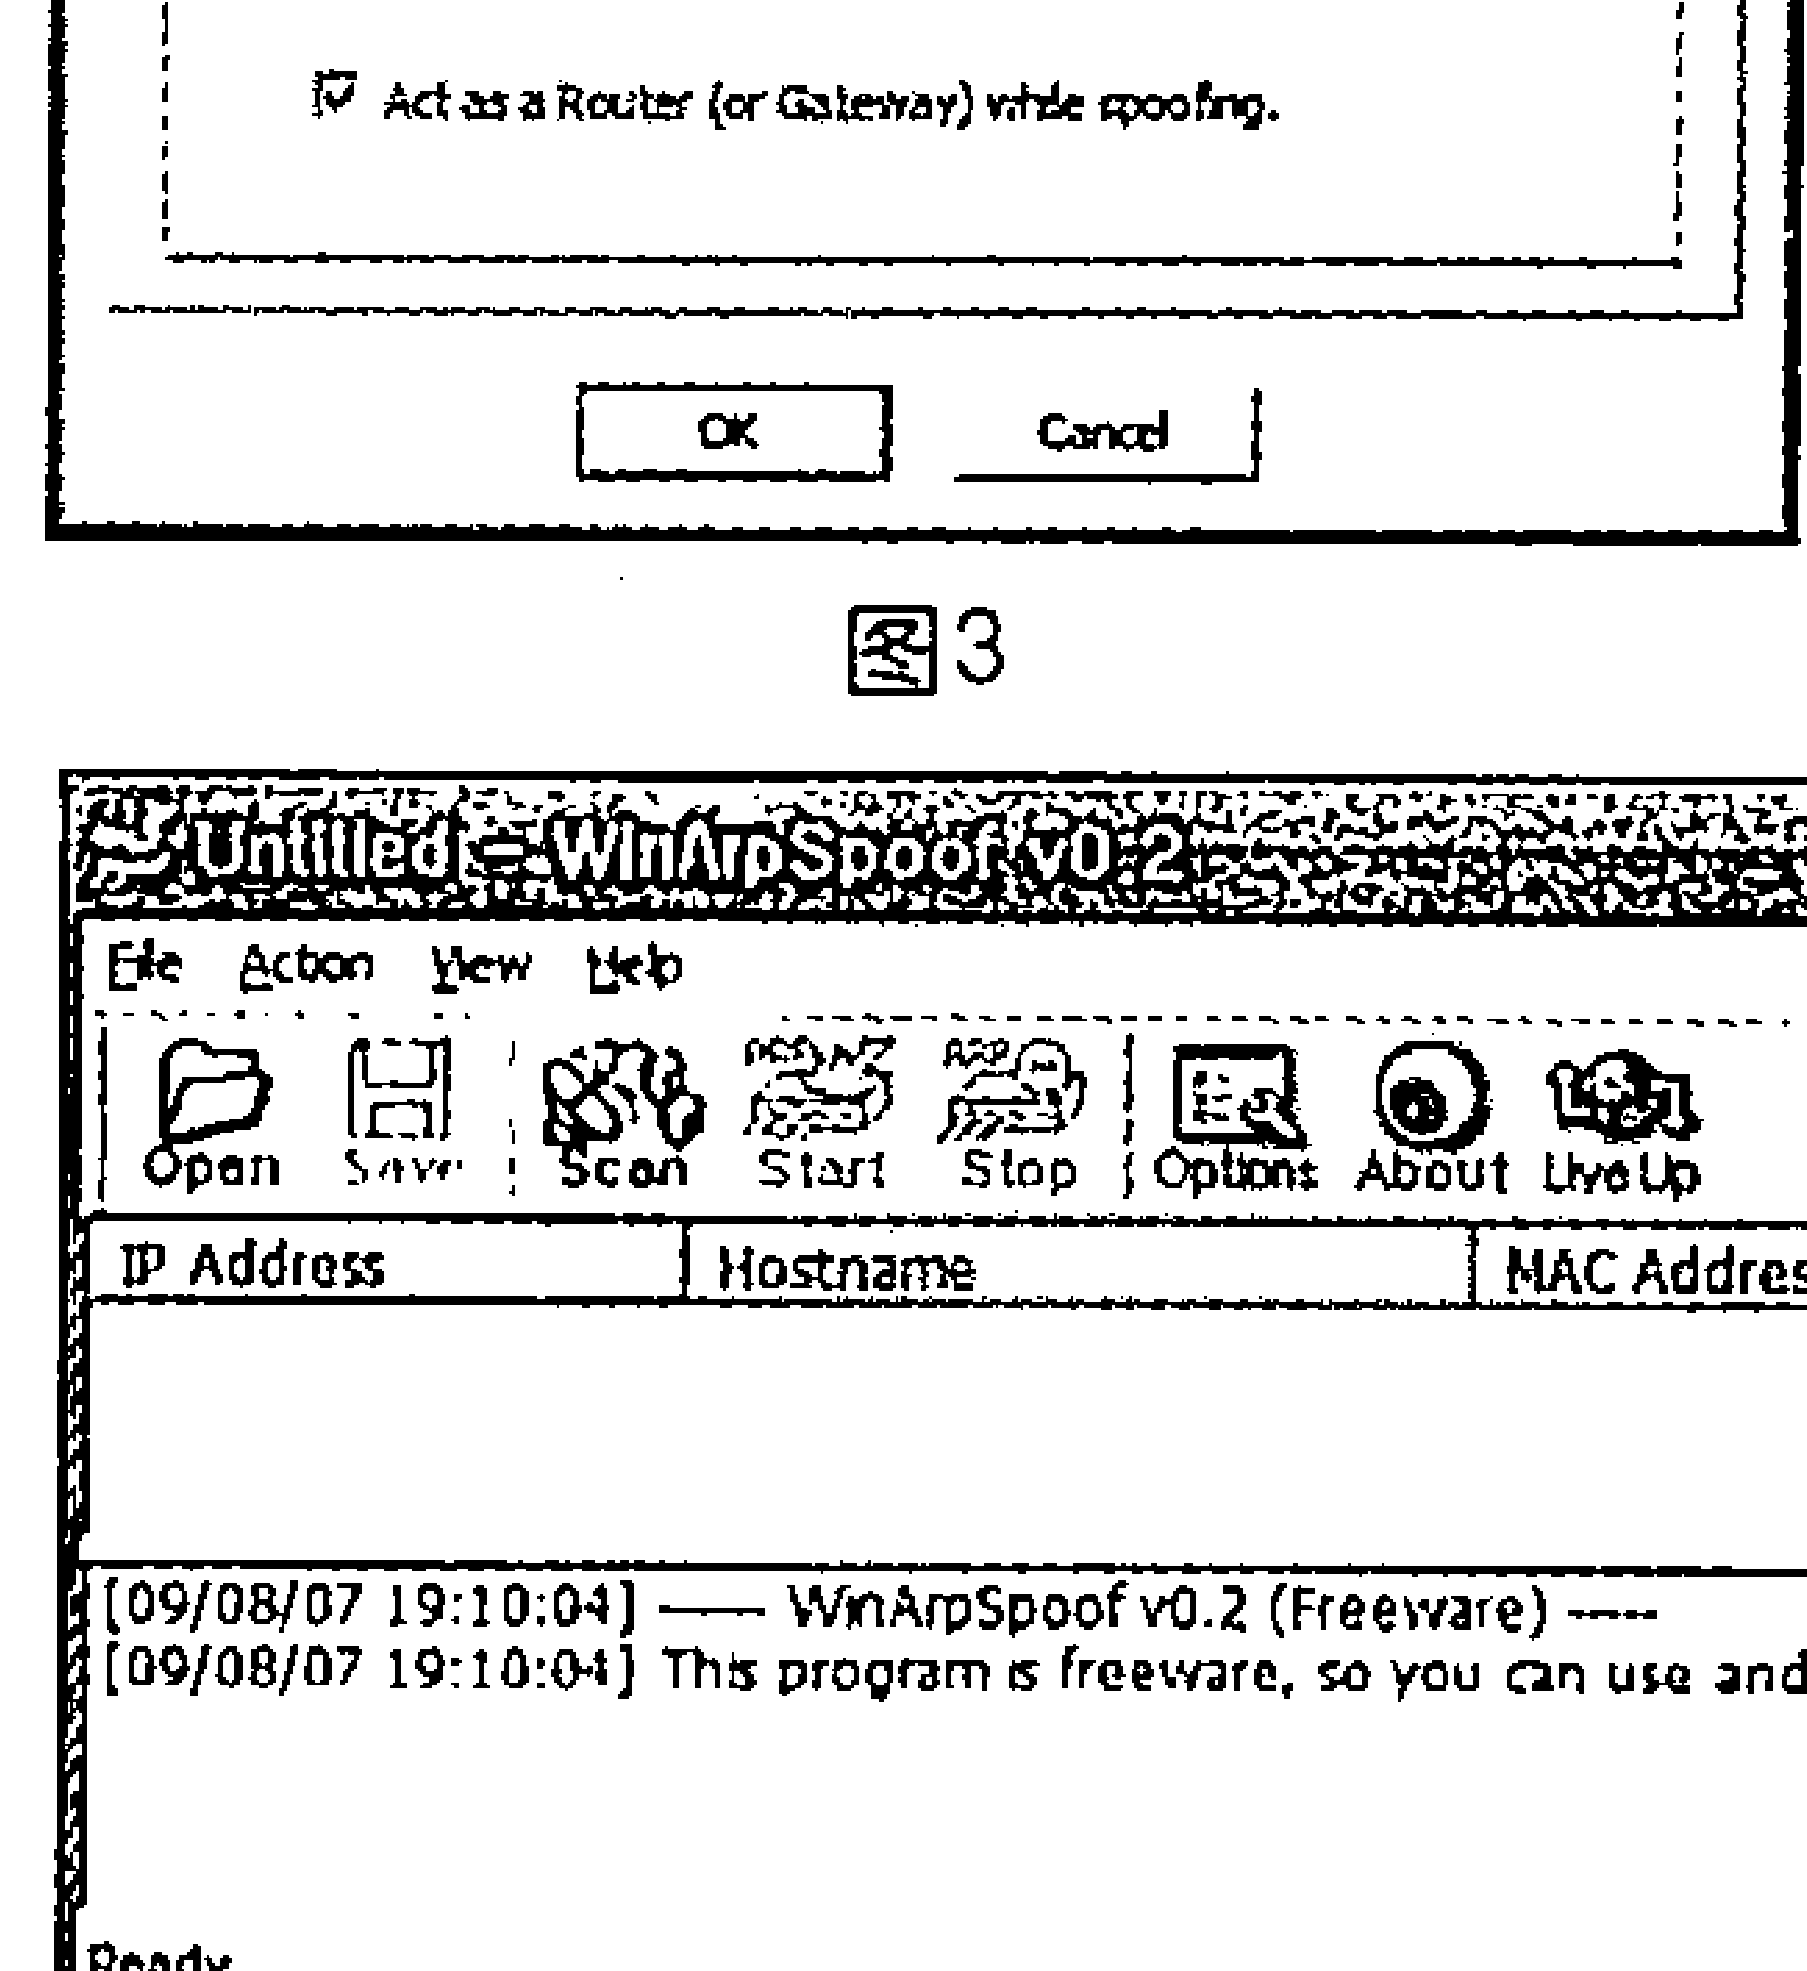 Act as a Router (or Gateway) while spoofing.
OK Cancel
图3
Untitled - WinArpSpoof v0.2
File Action View Help
Open Save Scan Start Stop Options About LiveUp
IP Address Hostname MAC Addres
[09/08/07 19:10:04] ----- WinArpSpoof v0.2 (Freeware) -----
[09/08/07 19:10:04] This program is freeware, so you can use and
Ready